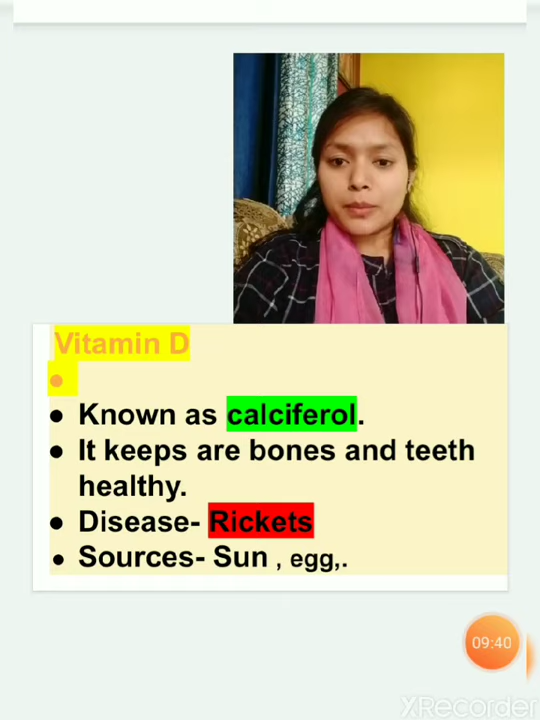 Vitamin D
● Known as calciferol.
● It keeps are bones and teeth
healthy.
● Disease- Rickets
● Sources- Sun , egg,.
09:40
XRecorder